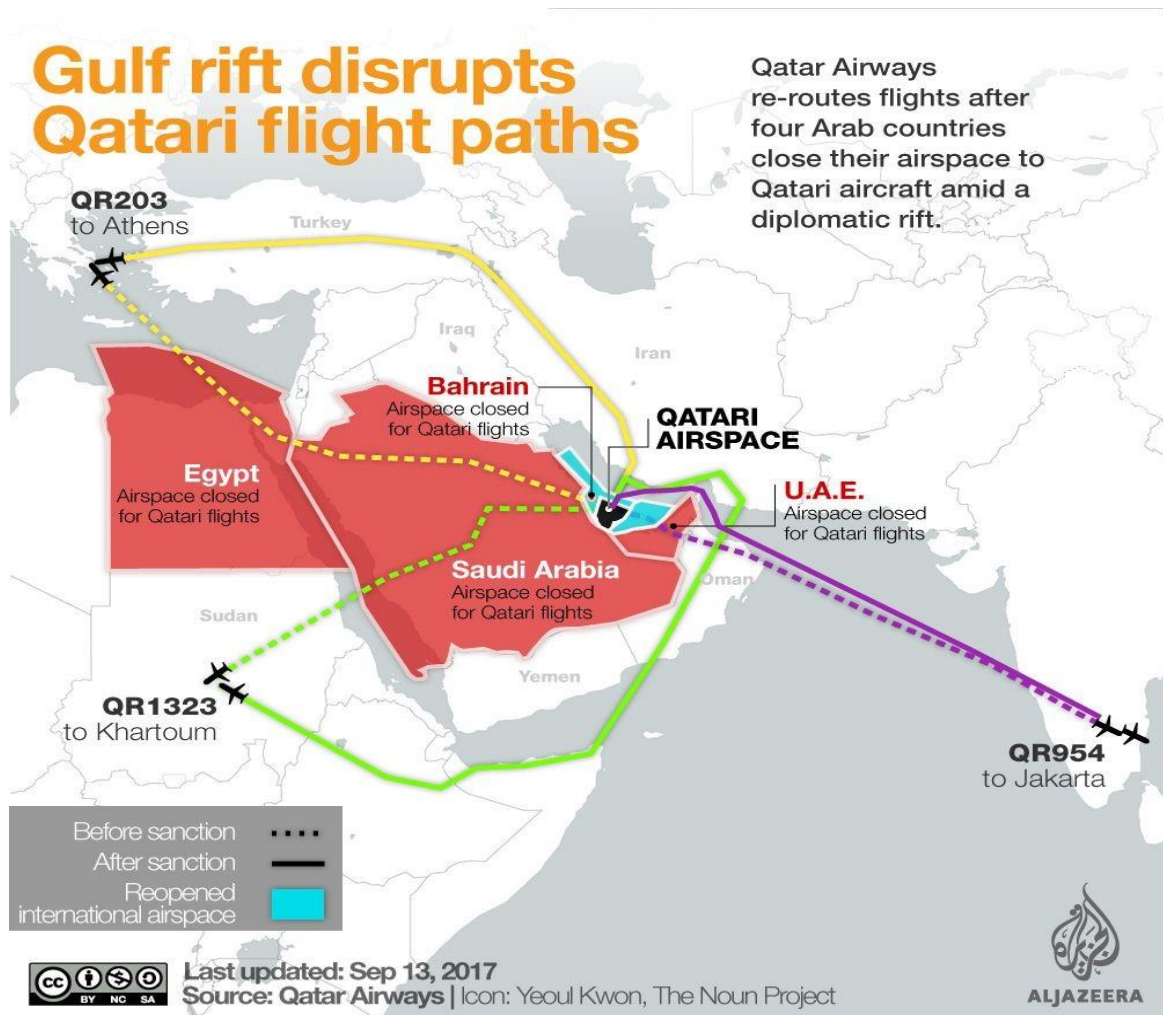 Gulf rift disrupts
Qatari flight paths
Qatar Airways
re-routes flights after
four Arab countries
close their airspace to
Qatari aircraft amid a
diplomatic rift.
QR203
to Athens
Turkey
Iraq
Iran
Bahrain
Airspace closed
for Qatari flights
QATARI
AIRSPACE
Egypt
Airspace closed
for Qatari flights
U.A.E.
Airspace closed
for Qatari flights
Saudi Arabia
Airspace closed
for Qatari flights
Oman
Sudan
Yemen
QR1323
to Khartoum
QR954
to Jakarta
Before sanction
After sanction
Reopened
international airspace
cc BY NC SA
Last updated: Sep 13, 2017
Source: Qatar Airways | Icon: Yeoul Kwon, The Noun Project
ALJAZEERA